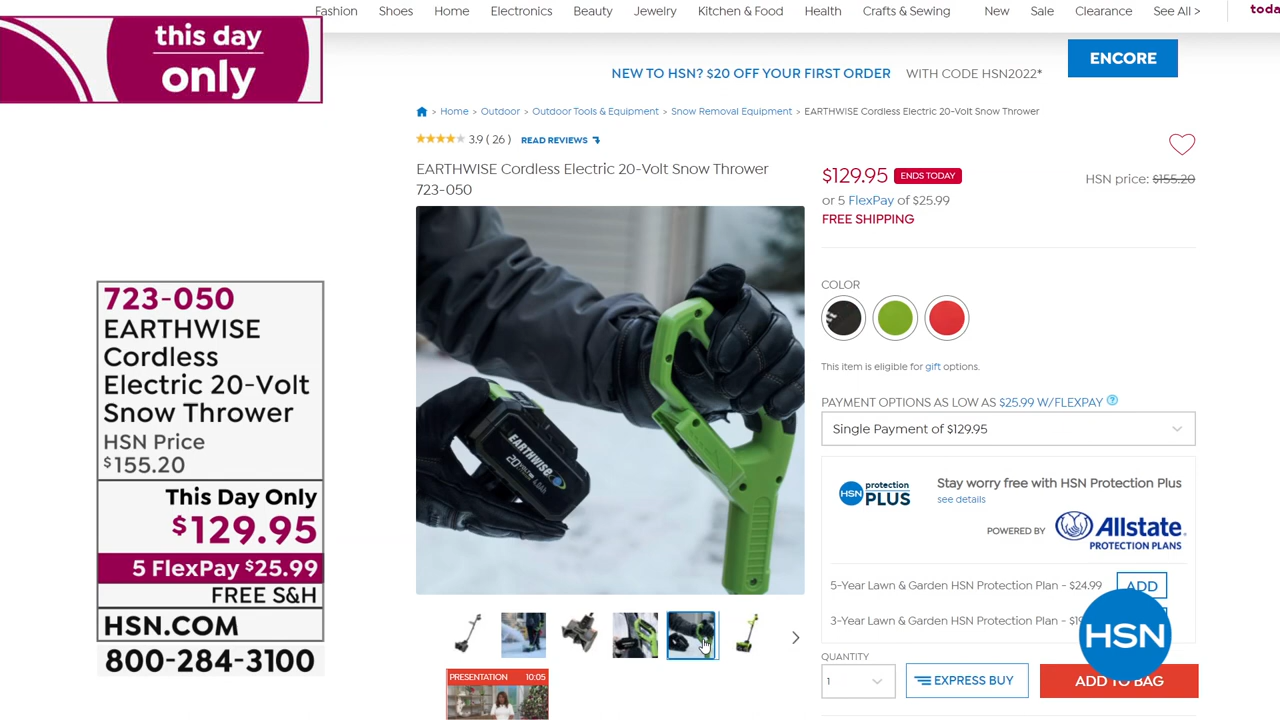 Fashion Shoes Home Electronics Beauty Jewelry Kitchen & Food Health Crafts & Sewing New Sale Clearance See All > toda
this day
only
NEW TO HSN? $20 OFF YOUR FIRST ORDER WITH CODE HSN2022*
ENCORE
> Home > Outdoor > Outdoor Tools & Equipment > Snow Removal Equipment > EARTHWISE Cordless Electric 20-Volt Snow Thrower
3.9 ( 26 ) READ REVIEWS
EARTHWISE Cordless Electric 20-Volt Snow Thrower
723-050
$129.95 ENDS TODAY
HSN price: $155.20
or 5 FlexPay of $25.99
FREE SHIPPING
COLOR
This item is eligible for gift options.
PAYMENT OPTIONS AS LOW AS $25.99 W/FLEXPAY ?
Single Payment of $129.95
HSN protection PLUS
Stay worry free with HSN Protection Plus
see details
POWERED BY Allstate.
PROTECTION PLANS
5-Year Lawn & Garden HSN Protection Plan - $24.99 ADD
3-Year Lawn & Garden HSN Protection Plan -
QUANTITY
1
EXPRESS BUY
ADD TO BAG
HSN
EARTHWISE
20 VOLT 4.0Ah
PRESENTATION 10:05
723-050
EARTHWISE
Cordless
Electric 20-Volt
Snow Thrower
HSN Price
$155.20
This Day Only
$129.95
5 FlexPay $25.99
FREE S&H
HSN.COM
800-284-3100